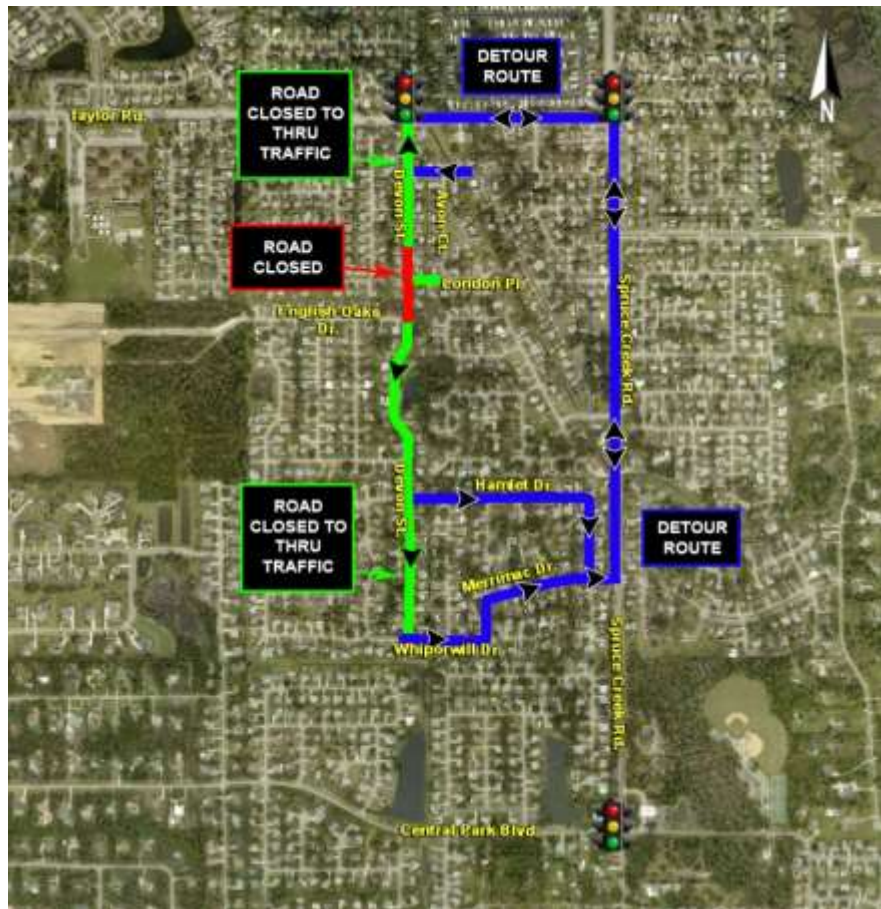 DETOUR
ROUTE
ROAD
CLOSED TO
THRU
TRAFFIC
Taylor Rd.
N
Devon St.
Avon Ct.
ROAD
CLOSED
Condon Pl.
English Oaks
Dr.
Spruce Creek Rd.
Devon St.
Hamlet Dr.
ROAD
CLOSED TO
THRU
TRAFFIC
DETOUR
ROUTE
Merrimac Dr.
Whiporwill Dr.
Spruce Creek Rd.
Central Park Blvd